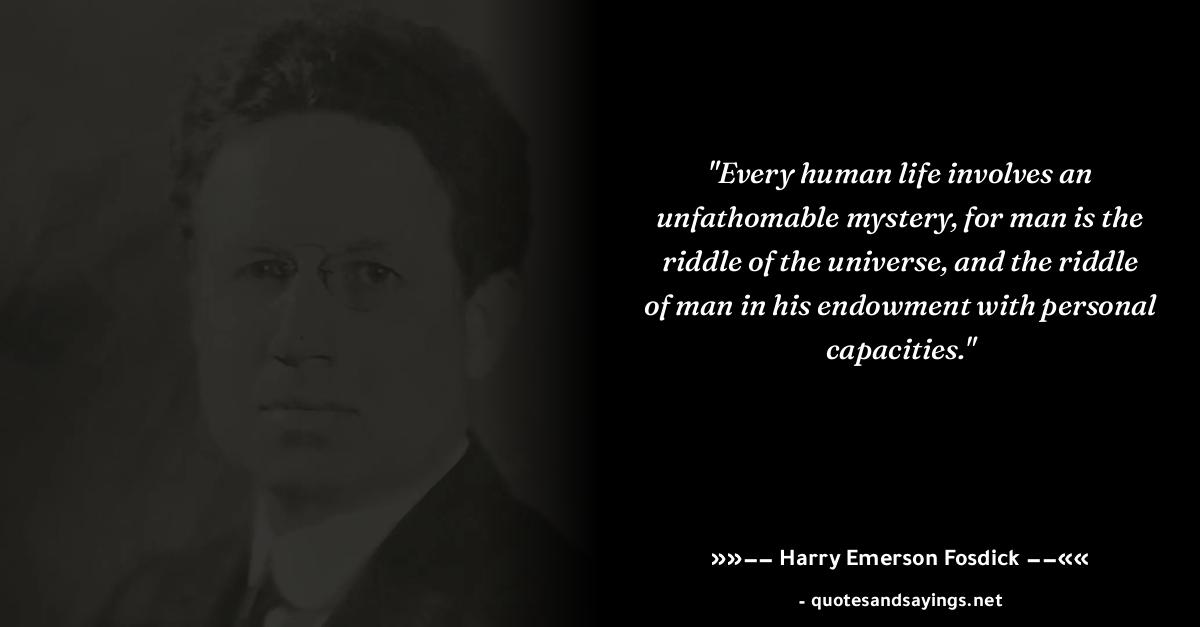 "Every human life involves an
unfathomable mystery, for man is the
riddle of the universe, and the riddle
of man in his endowment with personal
capacities."
»»−− Harry Emerson Fosdick −−««
- quotesandsayings.net